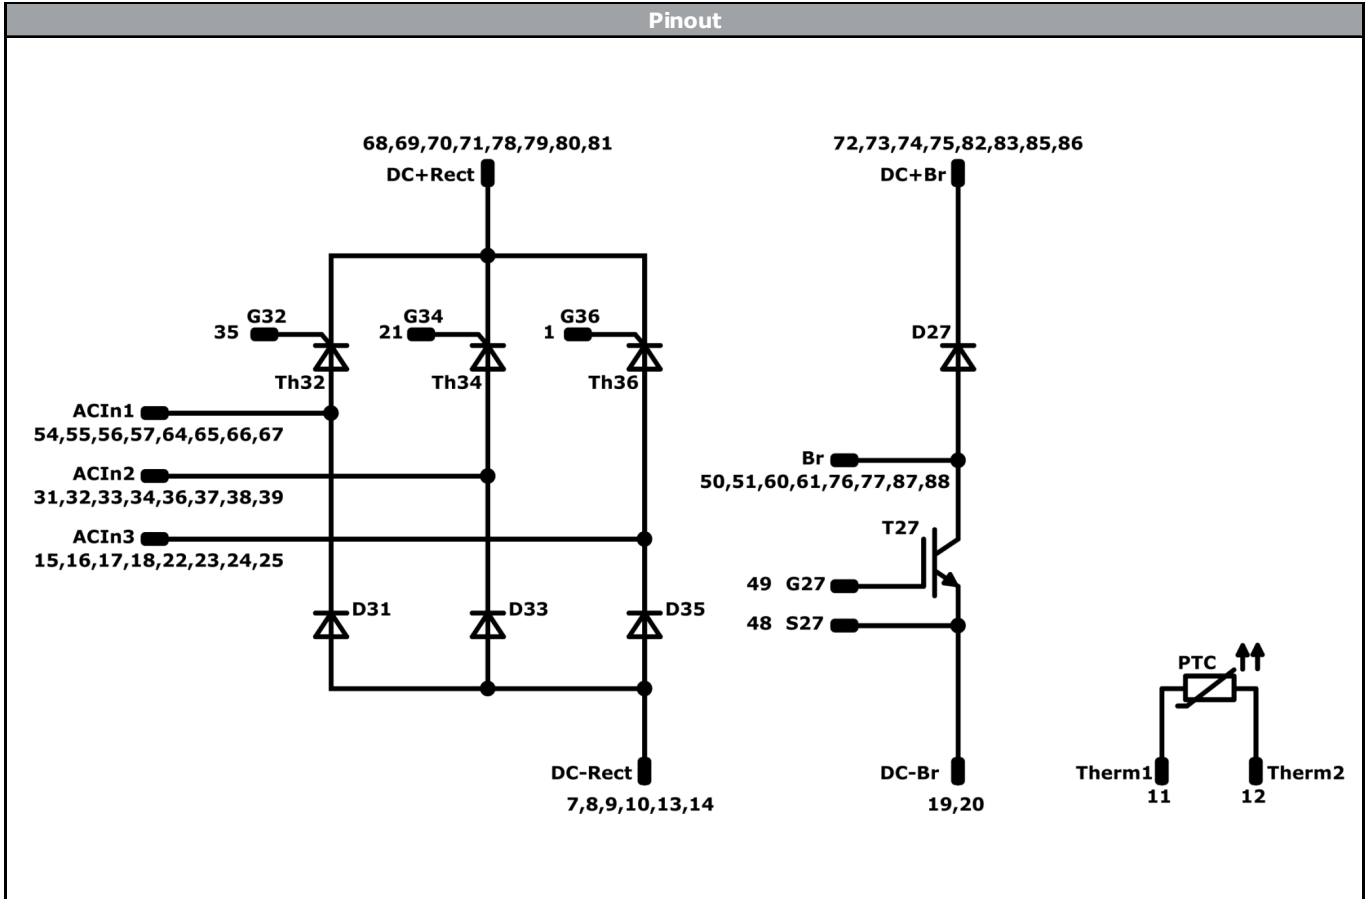 Pinout
68,69,70,71,78,79,80,81
DC+Rect
72,73,74,75,82,83,85,86
DC+Br
G32
35
G34
21
G36
1
Th32
Th34
Th36
D27
ACIn1
54,55,56,57,64,65,66,67
ACIn2
31,32,33,34,36,37,38,39
ACIn3
15,16,17,18,22,23,24,25
Br
50,51,60,61,76,77,87,88
T27
49 G27
48 S27
D31
D33
D35
PTC
DC-Rect
7,8,9,10,13,14
DC-Br
19,20
Therm1
11
Therm2
12